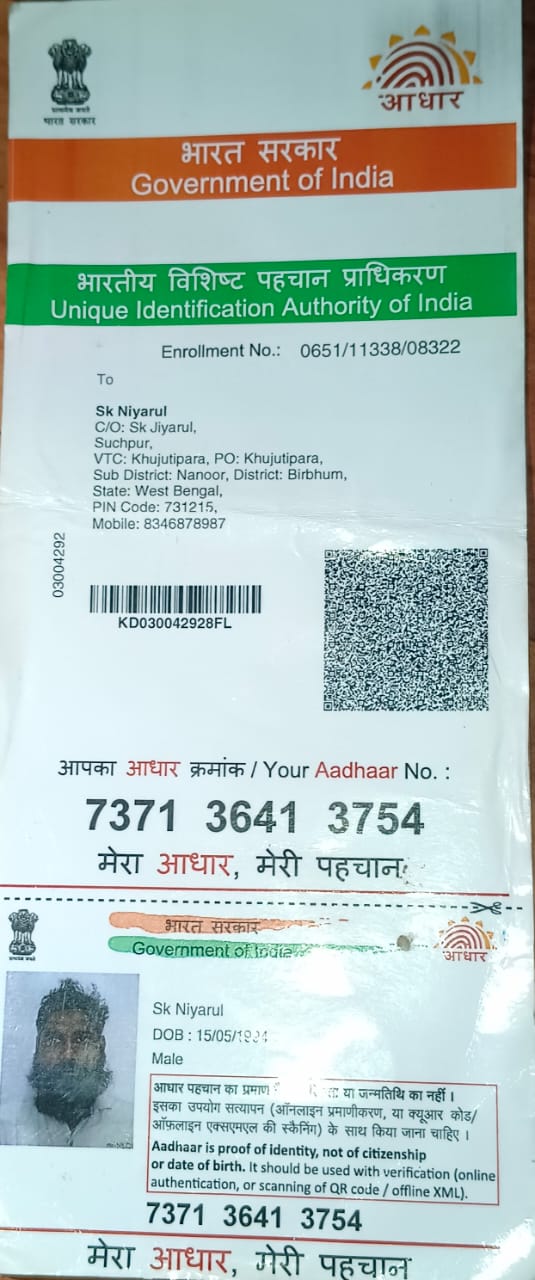 सत्यमेव जयते
भारत सरकार
आधार
भारत सरकार
Government of India
भारतीय विशिष्ट पहचान प्राधिकरण
Unique Identification Authority of India
Enrollment No.: 0651/11338/08322
To
Sk Niyarul
C/O: Sk Jiyarul,
Suchpur,
VTC: Khujutipara, PO: Khujutipara,
Sub District: Nanoor, District: Birbhum,
State: West Bengal,
PIN Code: 731215,
Mobile: 8346878987
03004292
KD030042928FL
आपका आधार क्रमांक / Your Aadhaar No. :
7371 3641 3754
मेरा आधार, मेरी पहचान
भारत सरकार
Government of India
आधार
Sk Niyarul
DOB :
Male
आधार पहचान का प्रमाण या जन्मतिथि का नहीं ।
इसका उपयोग सत्यापन (ऑनलाइन प्रमाणीकरण, या क्यूआर कोड/
ऑफ़लाइन एक्सएमएल की स्कैनिंग) के साथ किया जाना चाहिए ।
Aadhaar is proof of identity, not of citizenship
or date of birth. It should be used with verification (online
authentication, or scanning of QR code / offline XML).
7371 3641 3754
मेरा आधार, मेरी पहचान